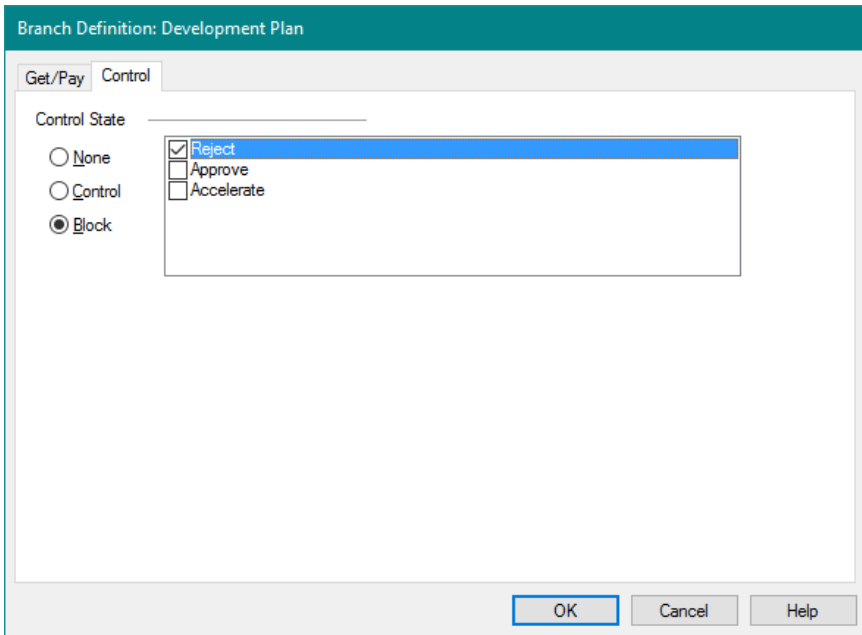 Branch Definition: Development Plan
Get/Pay Control
Control State
None
Control
Block
Reject
Approve
Accelerate
OK Cancel Help